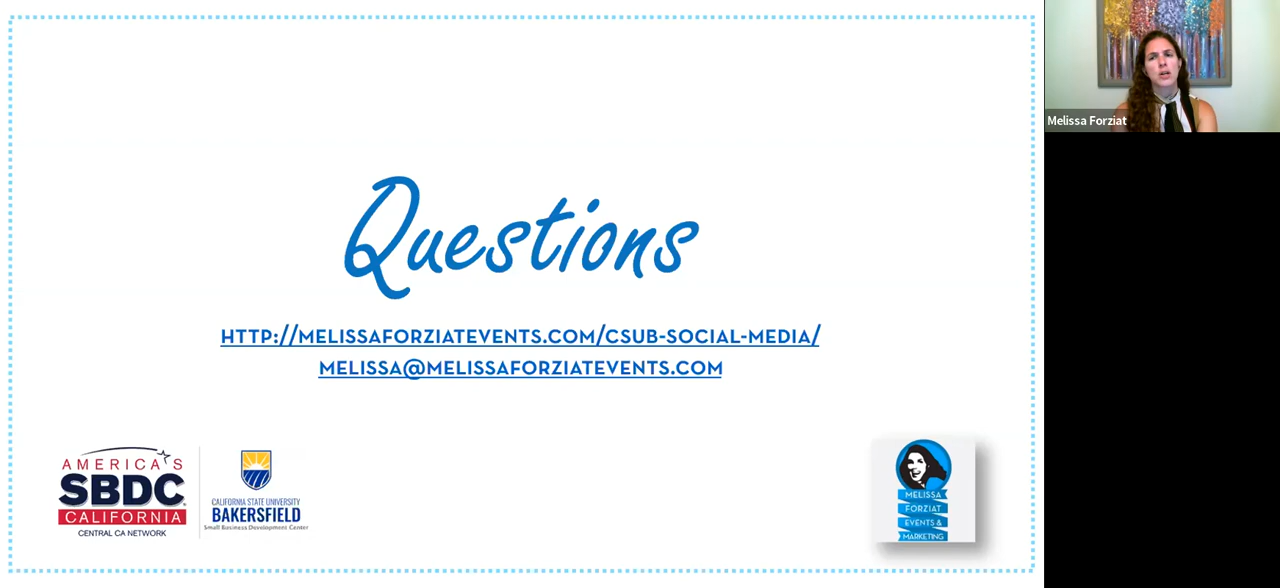 Questions
HTTP://MELISSAFORZIATEVENTS.COM/CSUB-SOCIAL-MEDIA/
MELISSA@MELISSAFORZIATEVENTS.COM
AMERICA'S
SBDC
CALIFORNIA
CENTRAL CA NETWORK
CALIFORNIA STATE UNIVERSITY
BAKERSFIELD
Small Business Development Center
MELISSA
FORZIAT
EVENTS &
MARKETING
Melissa Forziat